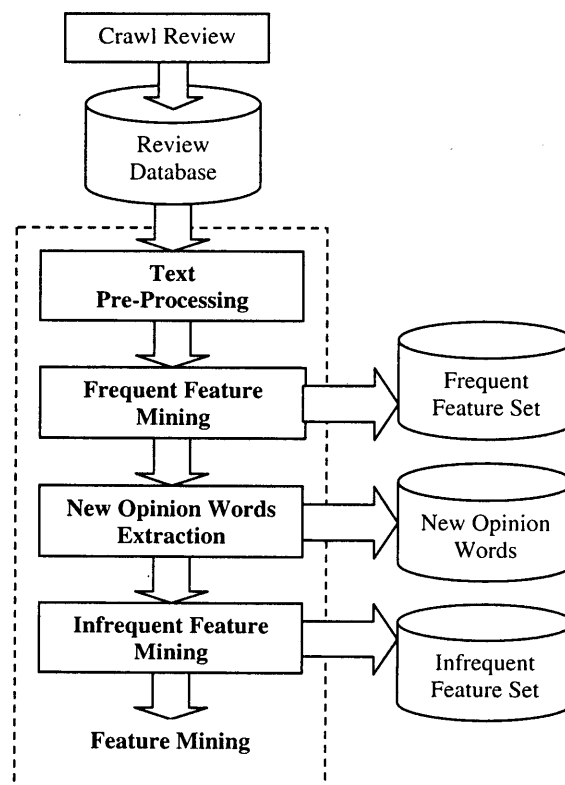 Crawl Review
Review
Database
Text
Pre-Processing
Frequent Feature
Mining
Frequent
Feature Set
New Opinion Words
Extraction
New Opinion
Words
Infrequent Feature
Mining
Infrequent
Feature Set
Feature Mining